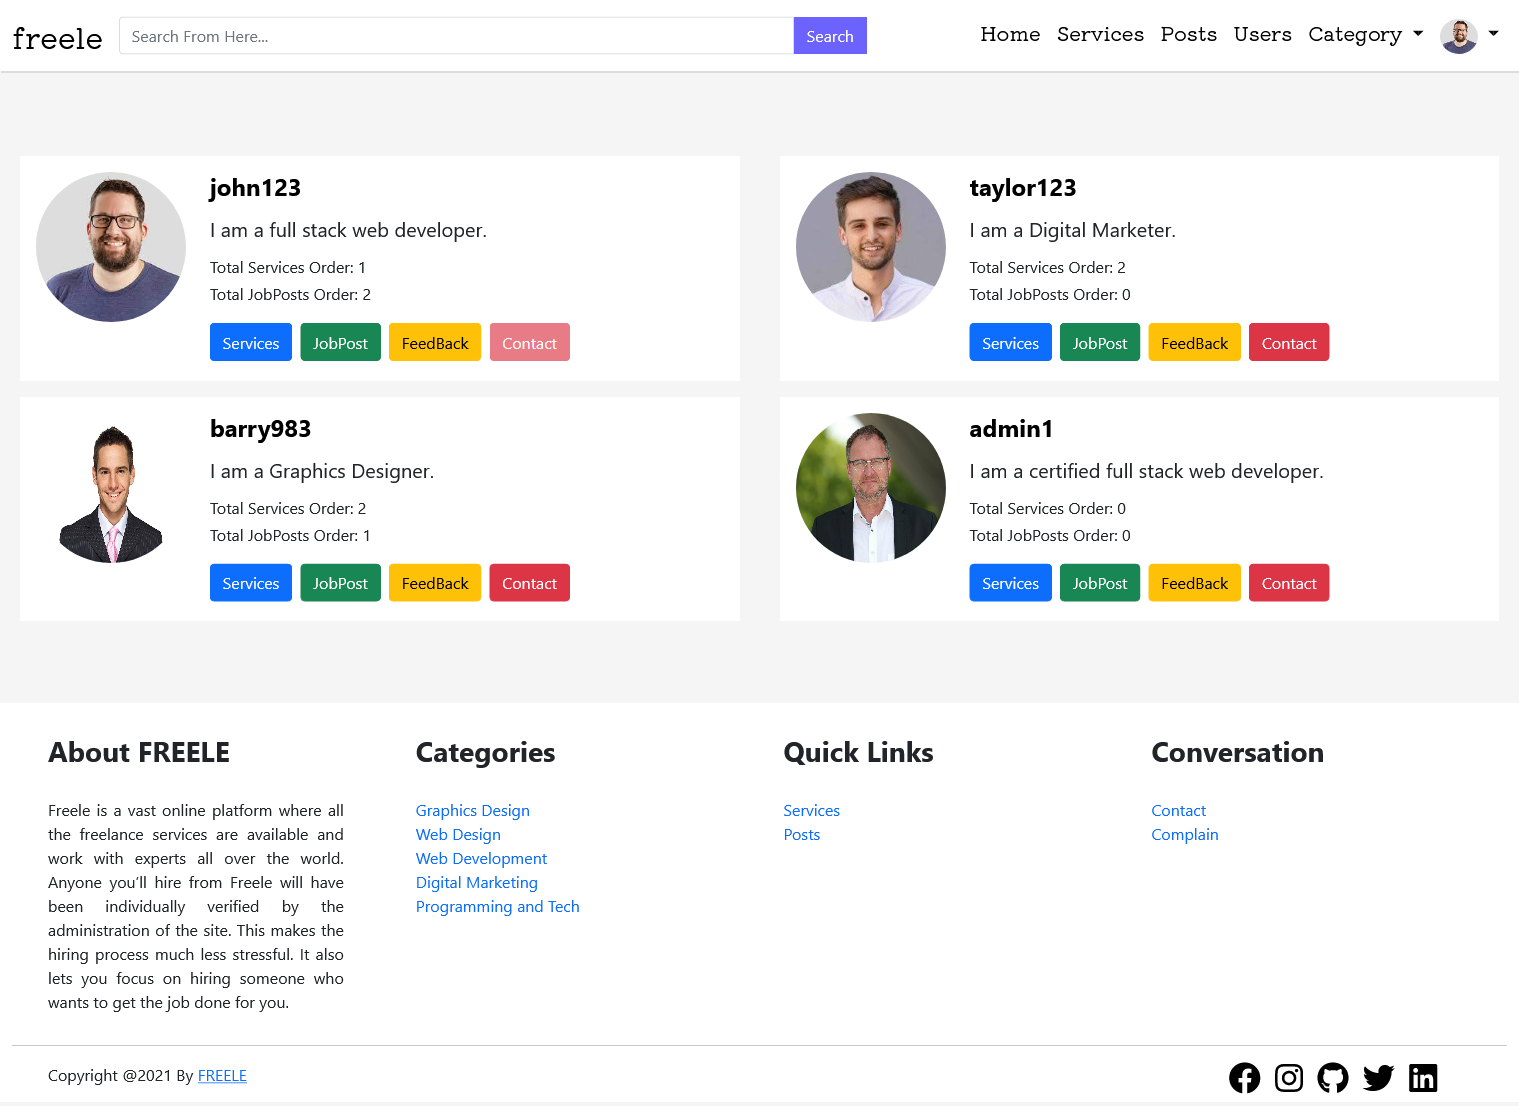 freele
Search From Here...
Search
Home Services Posts Users Category
john123
I am a full stack web developer.
Total Services Order: 1
Total JobPosts Order: 2
Services JobPost FeedBack Contact
taylor123
I am a Digital Marketer.
Total Services Order: 2
Total JobPosts Order: 0
Services JobPost FeedBack Contact
barry983
I am a Graphics Designer.
Total Services Order: 2
Total JobPosts Order: 1
Services JobPost FeedBack Contact
admin1
I am a certified full stack web developer.
Total Services Order: 0
Total JobPosts Order: 0
Services JobPost FeedBack Contact
About FREELE
Freele is a vast online platform where all
the freelance services are available and
work with experts all over the world.
Anyone you’ll hire from Freele will have
been individually verified by the
administration of the site. This makes the
hiring process much less stressful. It also
lets you focus on hiring someone who
wants to get the job done for you.
Categories
Graphics Design
Web Design
Web Development
Digital Marketing
Programming and Tech
Quick Links
Services
Posts
Conversation
Contact
Complain
Copyright @2021 By FREELE